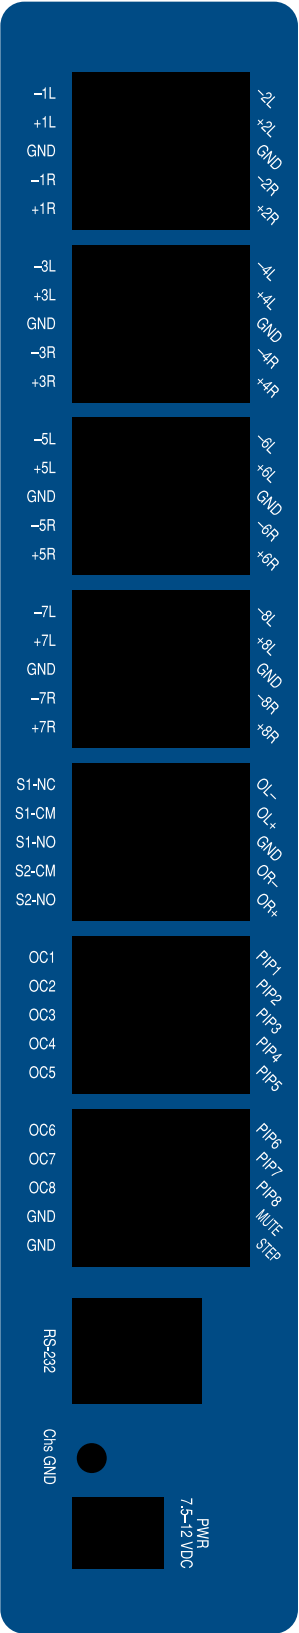 –1L
+1L
GND
–1R
+1R
–2L
+2L
GND
–2R
+2R
–3L
+3L
GND
–3R
+3R
–4L
+4L
GND
–4R
+4R
–5L
+5L
GND
–5R
+5R
–6L
+6L
GND
–6R
+6R
–7L
+7L
GND
–7R
+7R
–8L
+8L
GND
–8R
+8R
S1-NC
S1-CM
S1-NO
S2-CM
S2-NO
OL–
OL+
GND
OR–
OR+
OC1
OC2
OC3
OC4
OC5
PIP1
PIP2
PIP3
PIP4
PIP5
OC6
OC7
OC8
GND
GND
PIP6
PIP7
PIP8
MUTE
STEP
RS-232
Chs GND
PWR
7.5–12 VDC